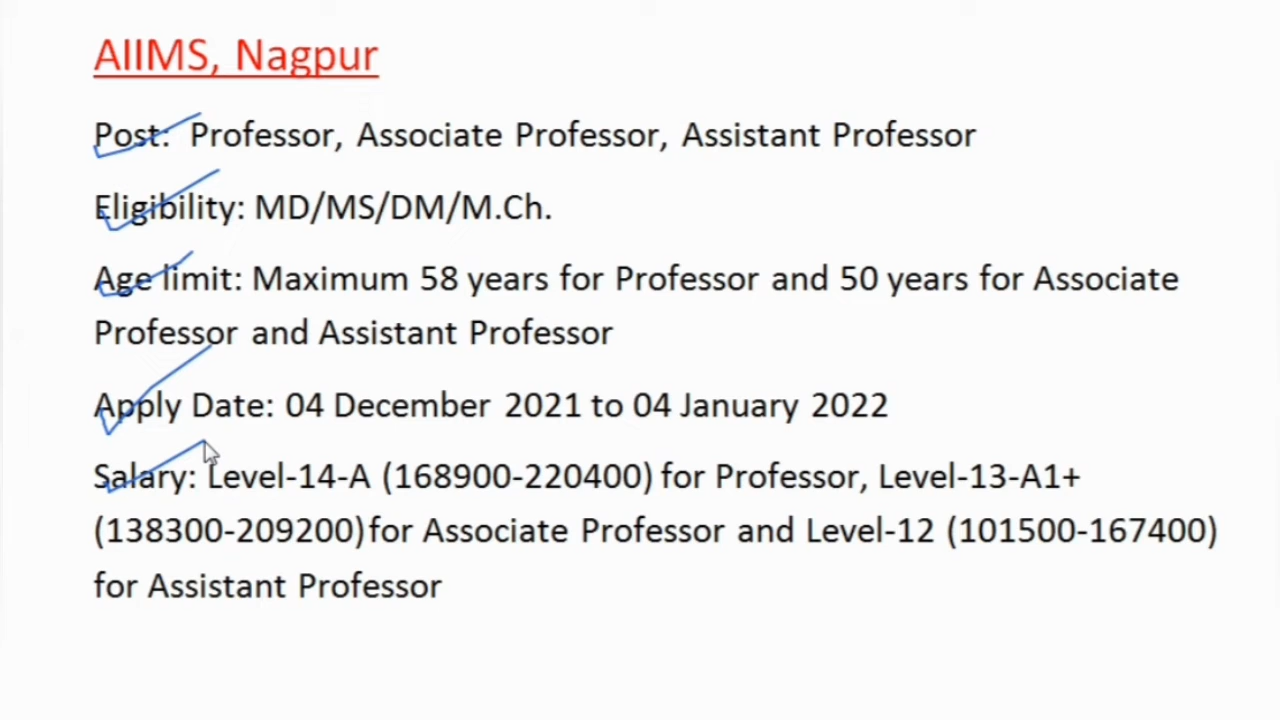 AIIMS, Nagpur
Post: Professor, Associate Professor, Assistant Professor
Eligibility: MD/MS/DM/M.Ch.
Age limit: Maximum 58 years for Professor and 50 years for Associate
Professor and Assistant Professor
Apply Date: 04 December 2021 to 04 January 2022
Salary: Level-14-A (168900-220400) for Professor, Level-13-A1+
(138300-209200)for Associate Professor and Level-12 (101500-167400)
for Assistant Professor